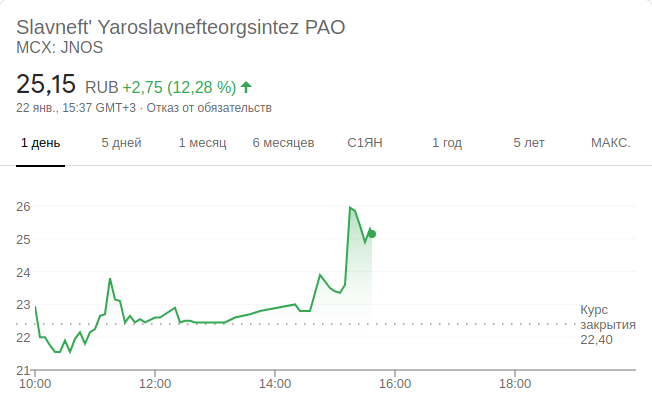 Slavneft' Yaroslavnefteorgsintez PAO
MCX: JNOS
25,15 RUB +2,75 (12,28 %)
22 янв., 15:37 GMT+3 · Отказ от обязательств
1 день 5 дней 1 месяц 6 месяцев С1ЯН 1 год 5 лет МАКС.
26
25
24
23
22
21
Курс
закрытия
22,40
10:00 12:00 14:00 16:00 18:00